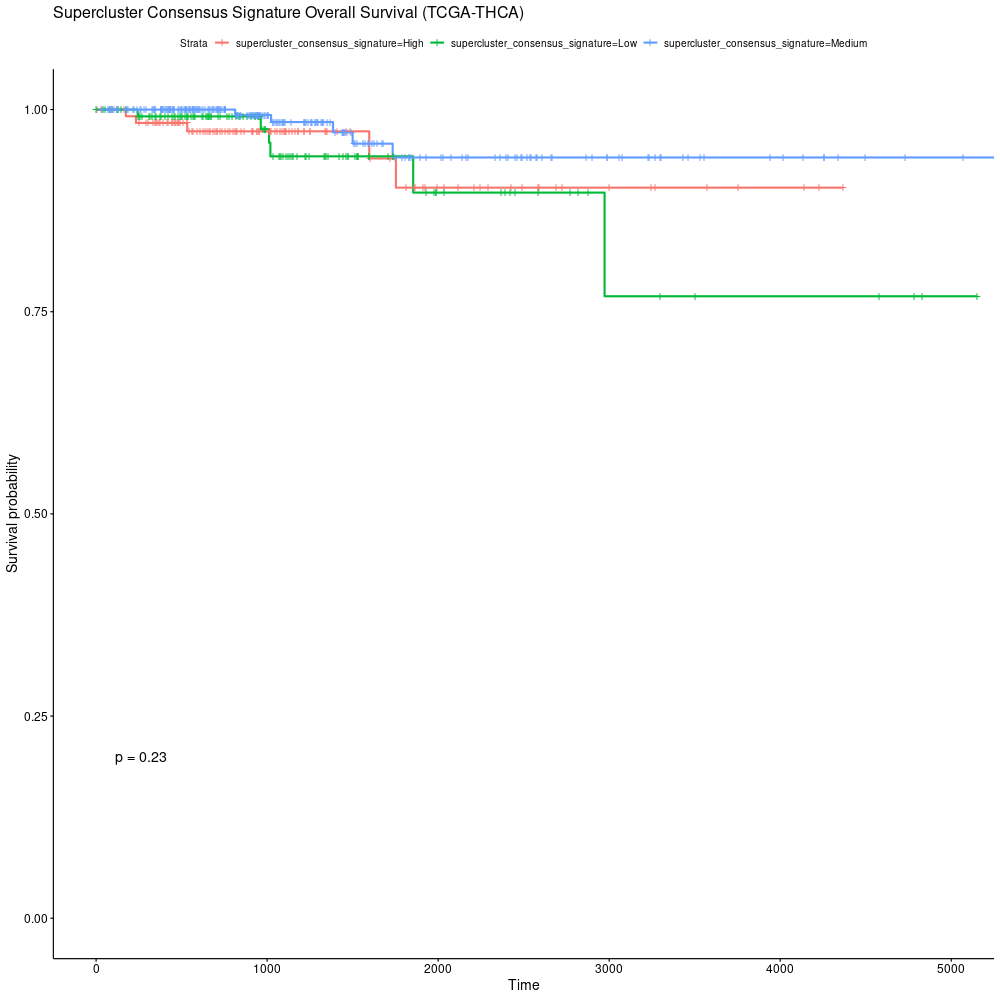 Supercluster Consensus Signature Overall Survival (TCGA-THCA)
Strata supercluster_consensus_signature=High supercluster_consensus_signature=Low supercluster_consensus_signature=Medium
1.00
0.75
0.50
0.25
0.00
Survival probability
p = 0.23
0 1000 2000 3000 4000 5000
Time